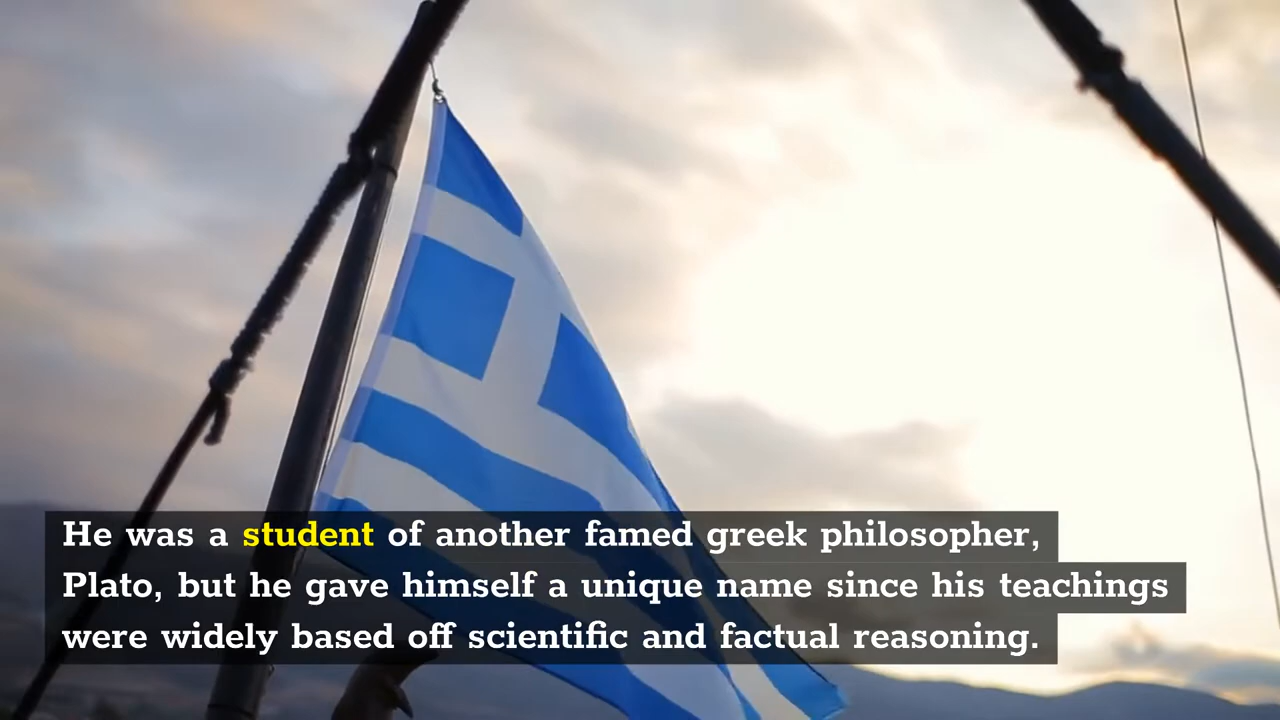 He was a student of another famed greek philosopher,
Plato, but he gave himself a unique name since his teachings
were widely based off scientific and factual reasoning.